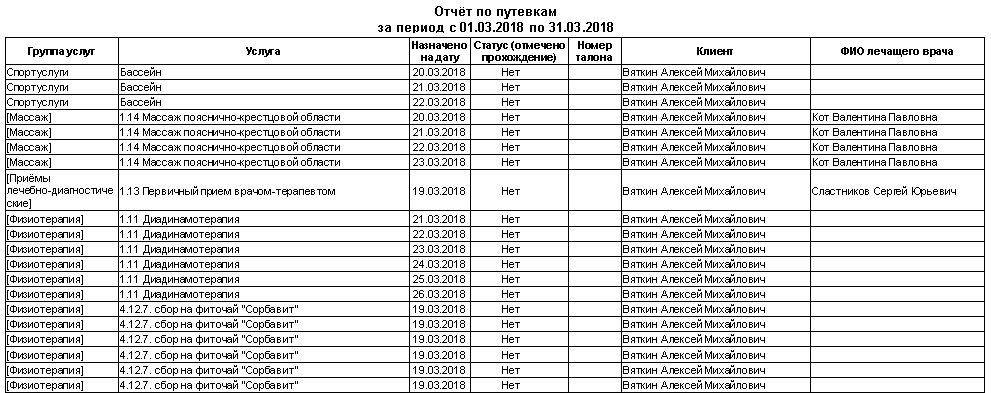 Отчёт по путевкам
за период с 01.03.2018 по 31.03.2018
Группа услуг Услуга Назначено на дату Статус (отмечено прохождение) Номер талона Клиент ФИО лечащего врача
Спортуслуги Бассейн 20.03.2018 Нет Вяткин Алексей Михайлович
Спортуслуги Бассейн 21.03.2018 Нет Вяткин Алексей Михайлович
Спортуслуги Бассейн 22.03.2018 Нет Вяткин Алексей Михайлович
[Массаж] 1.14 Массаж пояснично-крестцовой области 20.03.2018 Нет Вяткин Алексей Михайлович Кот Валентина Павловна
[Массаж] 1.14 Массаж пояснично-крестцовой области 21.03.2018 Нет Вяткин Алексей Михайлович Кот Валентина Павловна
[Массаж] 1.14 Массаж пояснично-крестцовой области 22.03.2018 Нет Вяткин Алексей Михайлович Кот Валентина Павловна
[Массаж] 1.14 Массаж пояснично-крестцовой области 23.03.2018 Нет Вяткин Алексей Михайлович Кот Валентина Павловна
[Приёмы
лечебно-диагностиче
ские] 1.13 Первичный прием врачом-терапевтом 19.03.2018 Нет Вяткин Алексей Михайлович Сластников Сергей Юрьевич
[Физиотерапия] 1.11 Диадинамотерапия 21.03.2018 Нет Вяткин Алексей Михайлович
[Физиотерапия] 1.11 Диадинамотерапия 22.03.2018 Нет Вяткин Алексей Михайлович
[Физиотерапия] 1.11 Диадинамотерапия 23.03.2018 Нет Вяткин Алексей Михайлович
[Физиотерапия] 1.11 Диадинамотерапия 24.03.2018 Нет Вяткин Алексей Михайлович
[Физиотерапия] 1.11 Диадинамотерапия 25.03.2018 Нет Вяткин Алексей Михайлович
[Физиотерапия] 1.11 Диадинамотерапия 26.03.2018 Нет Вяткин Алексей Михайлович
[Физиотерапия] 4.12.7. сбор на фиточай "Сорбавит" 19.03.2018 Нет Вяткин Алексей Михайлович
[Физиотерапия] 4.12.7. сбор на фиточай "Сорбавит" 19.03.2018 Нет Вяткин Алексей Михайлович
[Физиотерапия] 4.12.7. сбор на фиточай "Сорбавит" 19.03.2018 Нет Вяткин Алексей Михайлович
[Физиотерапия] 4.12.7. сбор на фиточай "Сорбавит" 19.03.2018 Нет Вяткин Алексей Михайлович
[Физиотерапия] 4.12.7. сбор на фиточай "Сорбавит" 19.03.2018 Нет Вяткин Алексей Михайлович
[Физиотерапия] 4.12.7. сбор на фиточай "Сорбавит" 19.03.2018 Нет Вяткин Алексей Михайлович